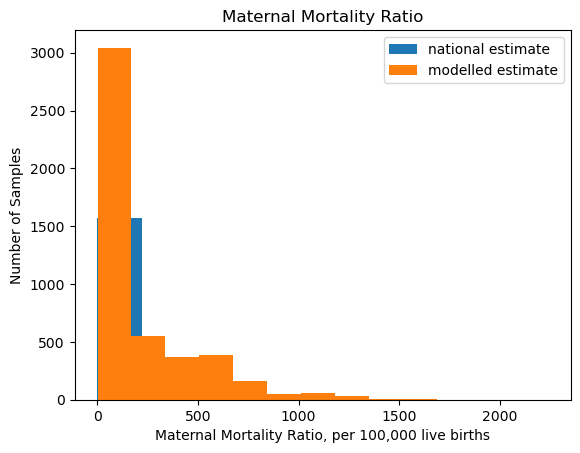 Maternal Mortality Ratio
national estimate
modelled estimate
Number of Samples
3000
2500
2000
1500
1000
500
0
0 500 1000 1500 2000
Maternal Mortality Ratio, per 100,000 live births